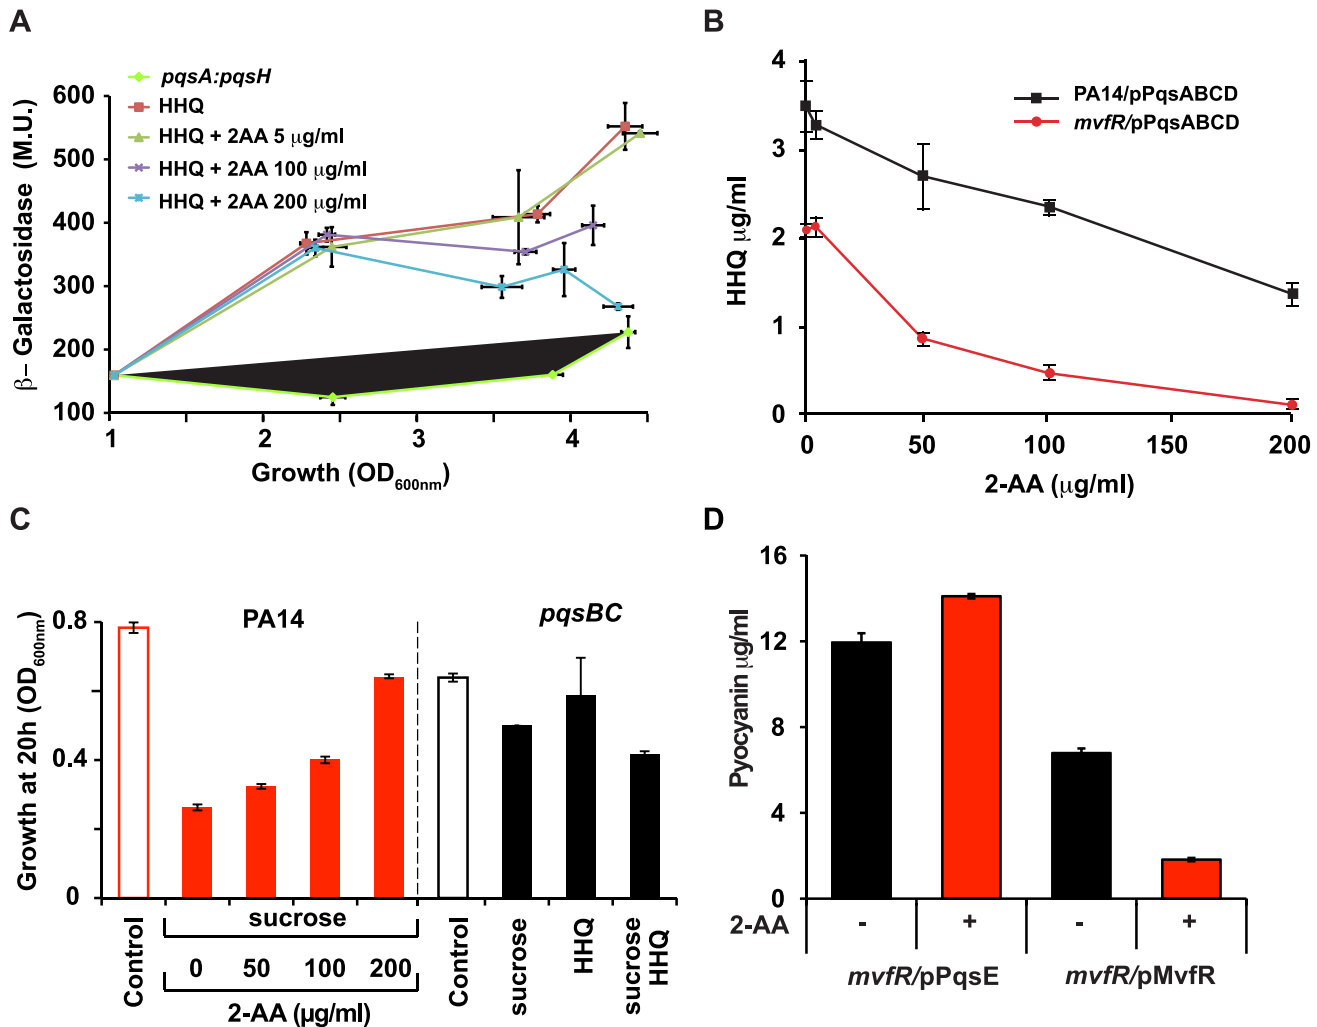 A
pqsA:pqsH
HHQ
HHQ + 2AA 5 µg/ml
HHQ + 2AA 100 µg/ml
HHQ + 2AA 200 µg/ml
β– Galactosidase (M.U.)
600
500
400
300
200
100
1
2
3
4
Growth (OD600nm)
B
PA14/pPqsABCD
mvfR/pPqsABCD
HHQ µg/ml
4
3
2
1
0
0
50
100
150
200
2-AA (µg/ml)
C
PA14
pqsBC
Growth at 20h (OD600nm)
0.8
0.4
0
Control
sucrose
0
50
100
200
2-AA (µg/ml)
Control
sucrose
HHQ
sucrose
HHQ
D
Pyocyanin µg/ml
16
12
8
4
0
2-AA
-
+
-
+
mvfR/pPqsE
mvfR/pMvfR